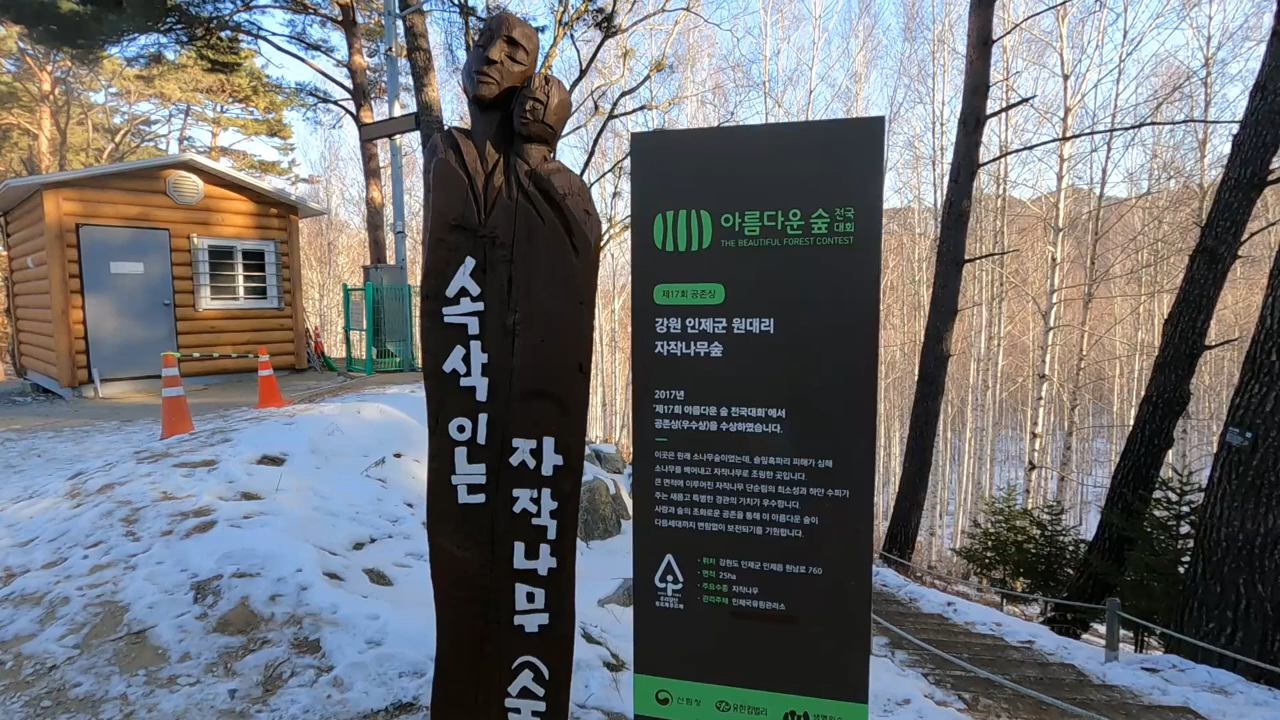 속삭이는
자작나무 (숲
아름다운 숲 전국대회
THE BEAUTIFUL FOREST CONTEST
제17회 공존상
강원 인제군 원대리
자작나무숲
2017년
'제17회 아름다운 숲 전국대회'에서
공존상(우수상)을 수상하였습니다.
이곳은 원래 소나무숲이었는데, 솔잎혹파리 피해가 심해
소나무를 베어내고 자작나무로 조림한 곳입니다.
큰 면적에 이루어진 자작나무 단순림의 희소성과 하얀 수피가
주는 새롭고 특별한 경관의 가치가 우수합니다.
사람과 숲의 조화로운 공존을 통해 이 아름다운 숲이
다음세대까지 변함없이 보전되기를 기원합니다.
· 위치 강원도 인제군 인제읍 원남로 760
· 면적 25ha
· 주요수종 자작나무
· 관리주체 인제국유림관리소
산림청
유한킴벌리